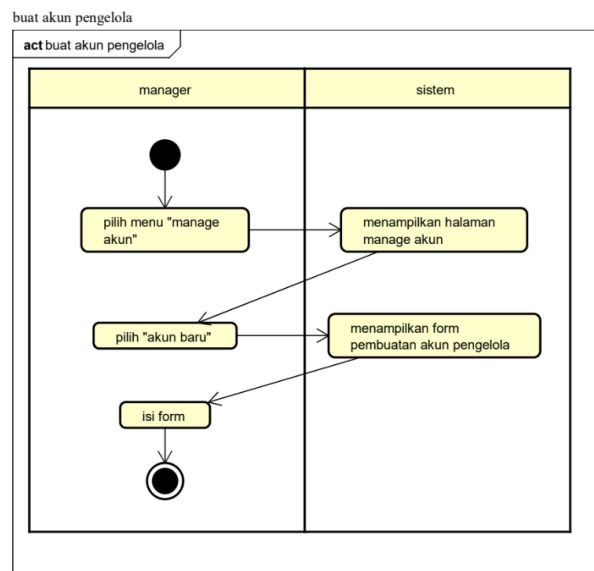 buat akun pengelola
act buat akun pengelola
manager
sistem
pilih menu "manage
akun"
menampilkan halaman
manage akun
pilih "akun baru"
menampilkan form
pembuatan akun pengelola
isi form